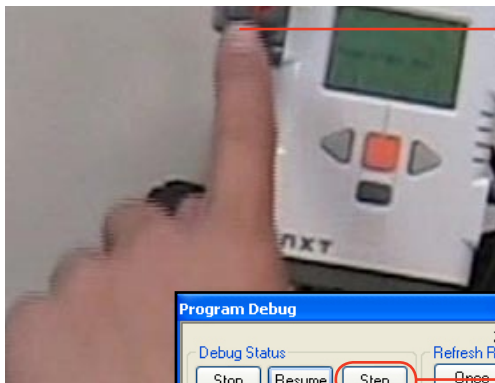 nxt
Program Debug
Debug Status
Refresh R
Stop Resume Step Once